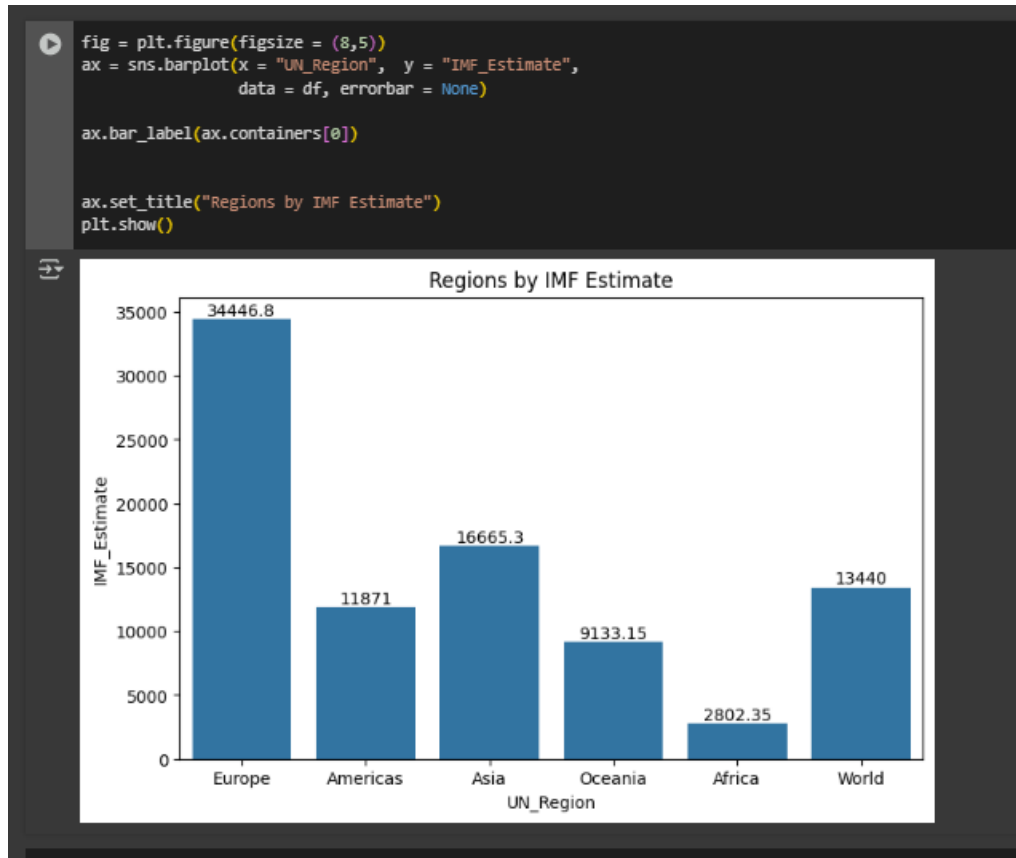 fig = plt.figure(figsize = (8,5))
ax = sns.barplot(x = "UN_Region",  y = "IMF_Estimate",
                 data = df, errorbar = None)
ax.bar_label(ax.containers[0])
ax.set_title("Regions by IMF Estimate")
plt.show()
Regions by IMF Estimate
IMF_Estimate
35000
30000
25000
20000
15000
10000
5000
0
34446.8
11871
16665.3
9133.15
2802.35
13440
Europe Americas Asia Oceania Africa World
UN_Region